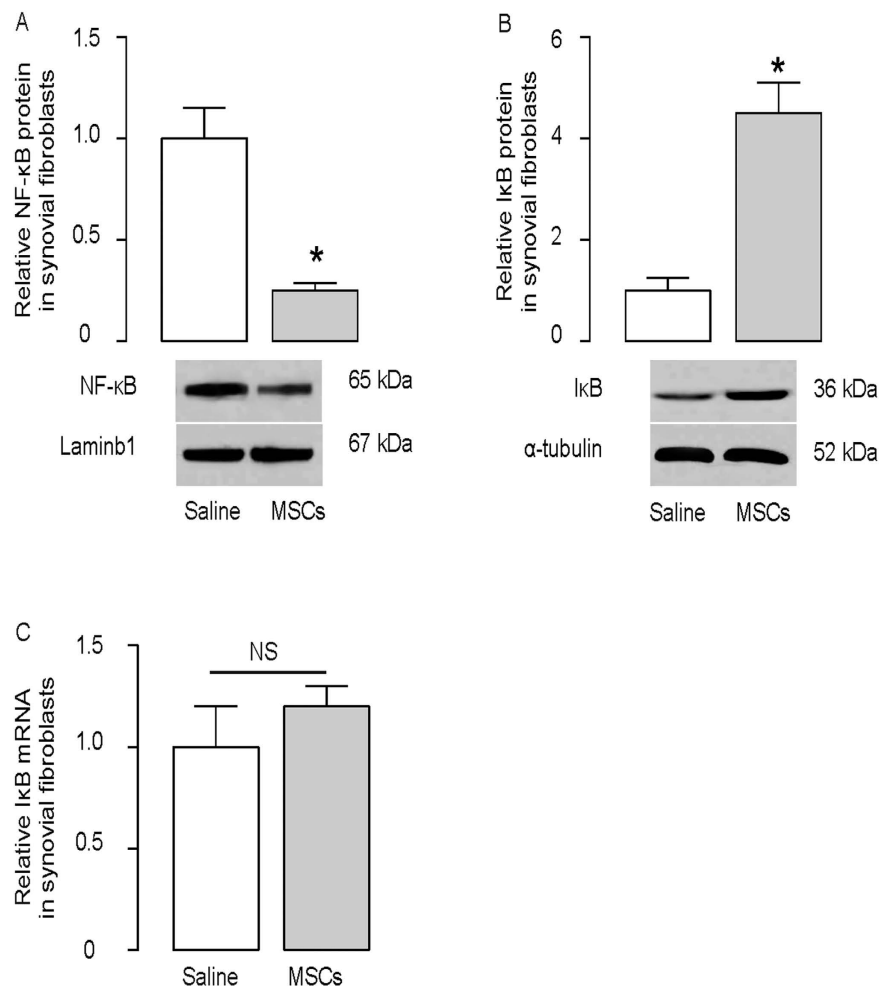 A
Relative NF-κB protein
in synovial fibroblasts
1.5
1.0
0.5
0
*
NF-κB
65 kDa
Laminb1
67 kDa
Saline
MSCs
B
Relative IκB protein
in synovial fibroblasts
6
4
2
0
*
IκB
36 kDa
α-tubulin
52 kDa
Saline
MSCs
C
Relative IκB mRNA
in synovial fibroblasts
1.5
1.0
0.5
0
NS
Saline
MSCs